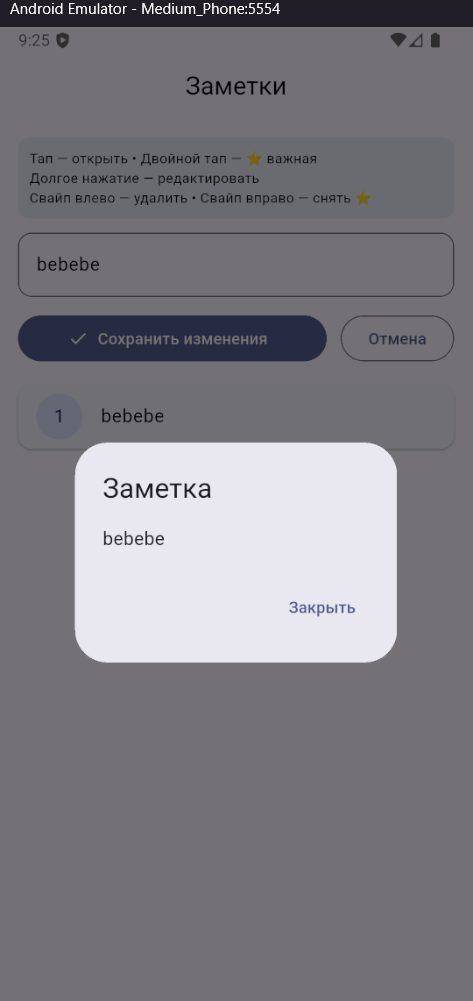 Android Emulator - Medium_Phone:5554
9:25
Заметки
Тап — открыть • Двойной тап — ⭐ важная
Долгое нажатие — редактировать
Свайп влево — удалить • Свайп вправо — снять ⭐
bebebe
Сохранить изменения
Отмена
1 bebebe
Заметка
bebebe
Закрыть